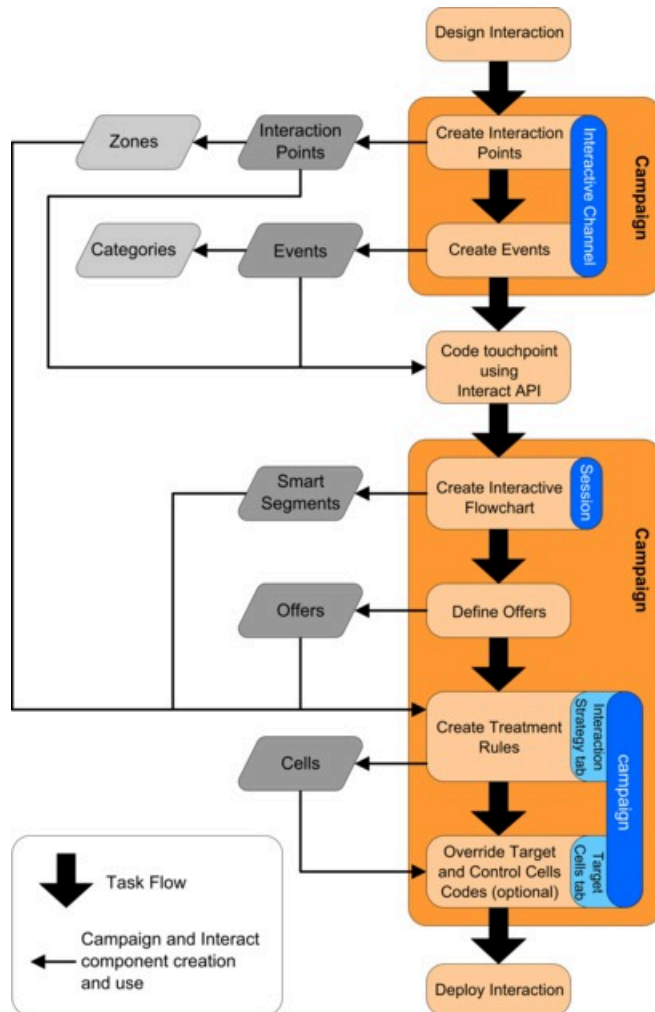 Design Interaction
Zones
Interaction
Points
Create Interaction
Points
Interactive Channel
Campaign
Categories
Events
Create Events
Code touchpoint
using
Interact API
Smart
Segments
Create Interactive
Flowchart
Session
Campaign
Offers
Define Offers
Create Treatment
Rules
Interaction
Strategy tab
campaign
Cells
Override Target
and Control Cells
Codes (optional)
Target
Cells tab
Task Flow
Campaign and Interact
component creation
and use
Deploy Interaction